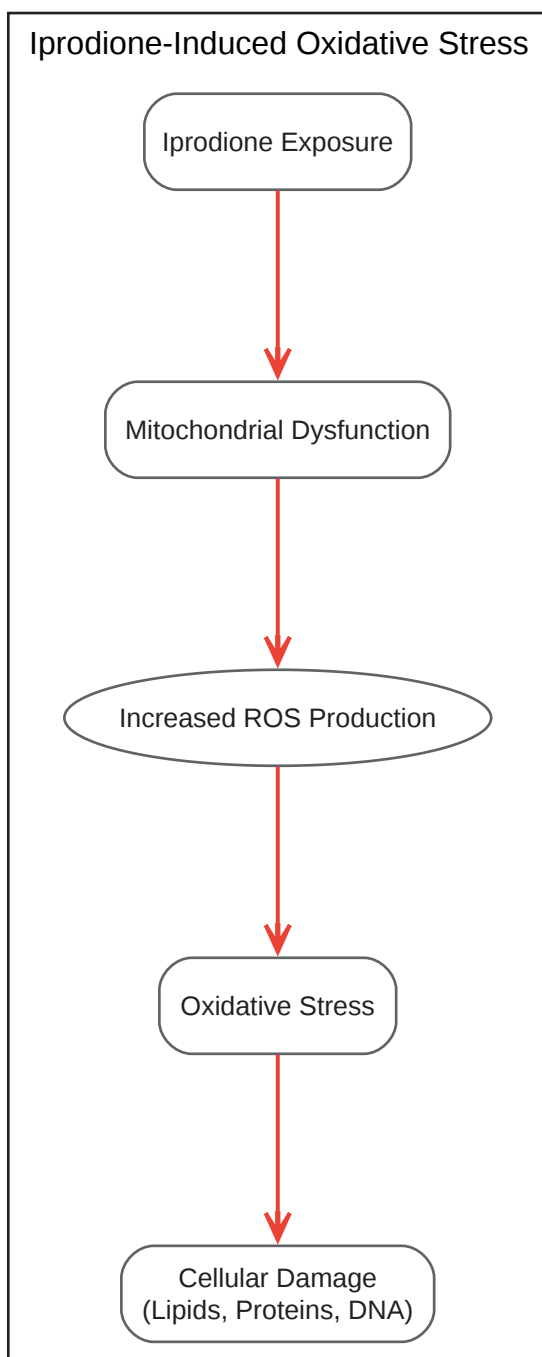 Iprodione-Induced Oxidative Stress
Iprodione Exposure
Mitochondrial Dysfunction
Increased ROS Production
Oxidative Stress
Cellular Damage
(Lipids, Proteins, DNA)